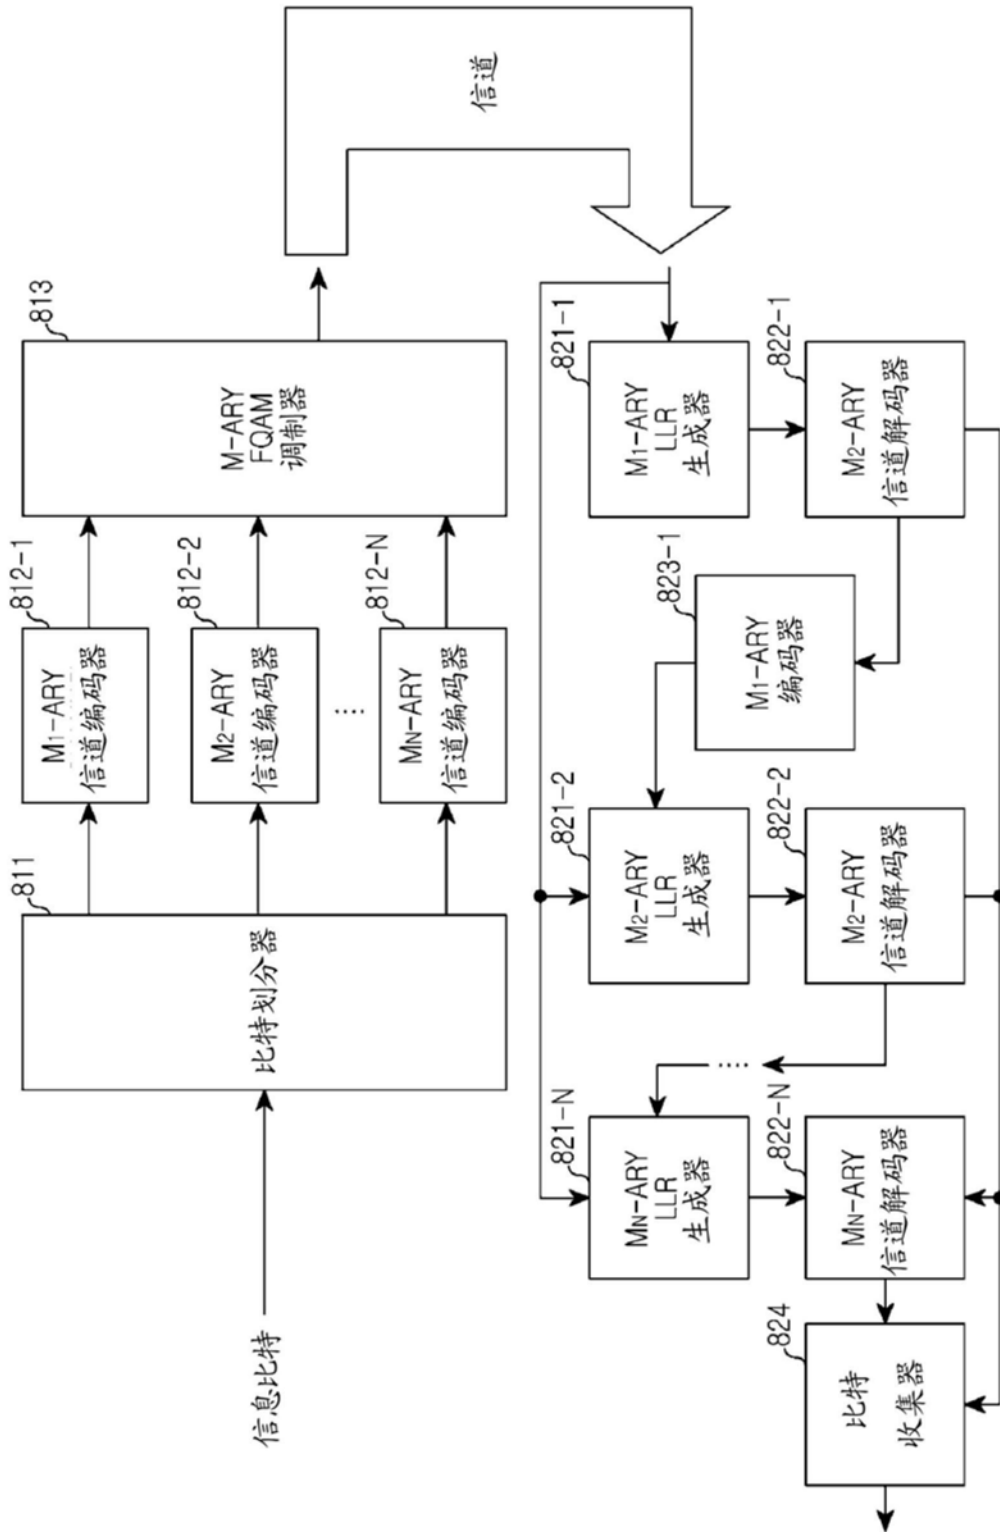 信息比特
811
比特划分器
812-1
M1-ARY
信道编码器
812-2
M2-ARY
信道编码器
....
812-N
MN-ARY
信道编码器
813
M-ARY
FQAM
调制器
信道
821-1
M1-ARY
LLR
生成器
822-1
M2-ARY
信道解码器
823-1
M1-ARY
编码器
821-2
M2-ARY
LLR
生成器
822-2
M2-ARY
信道解码器
....
821-N
MN-ARY
LLR
生成器
822-N
MN-ARY
信道解码器
824
比特
收集器